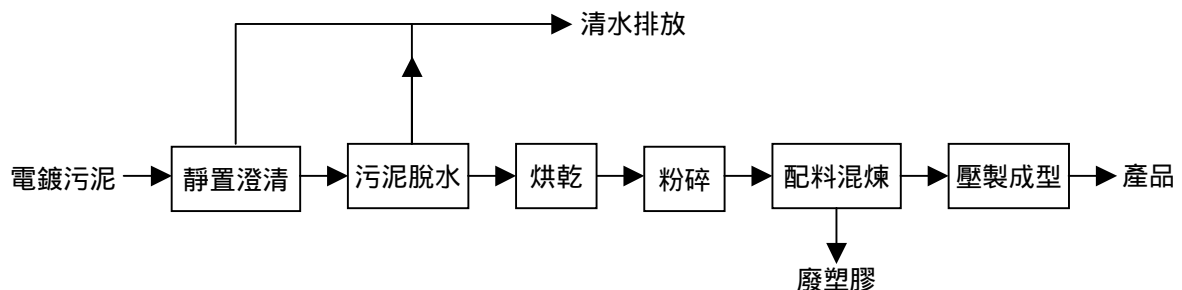 清水排放
電鍍污泥
靜置澄清
污泥脫水
烘乾
粉碎
配料混煉
壓製成型
產品
廢塑膠